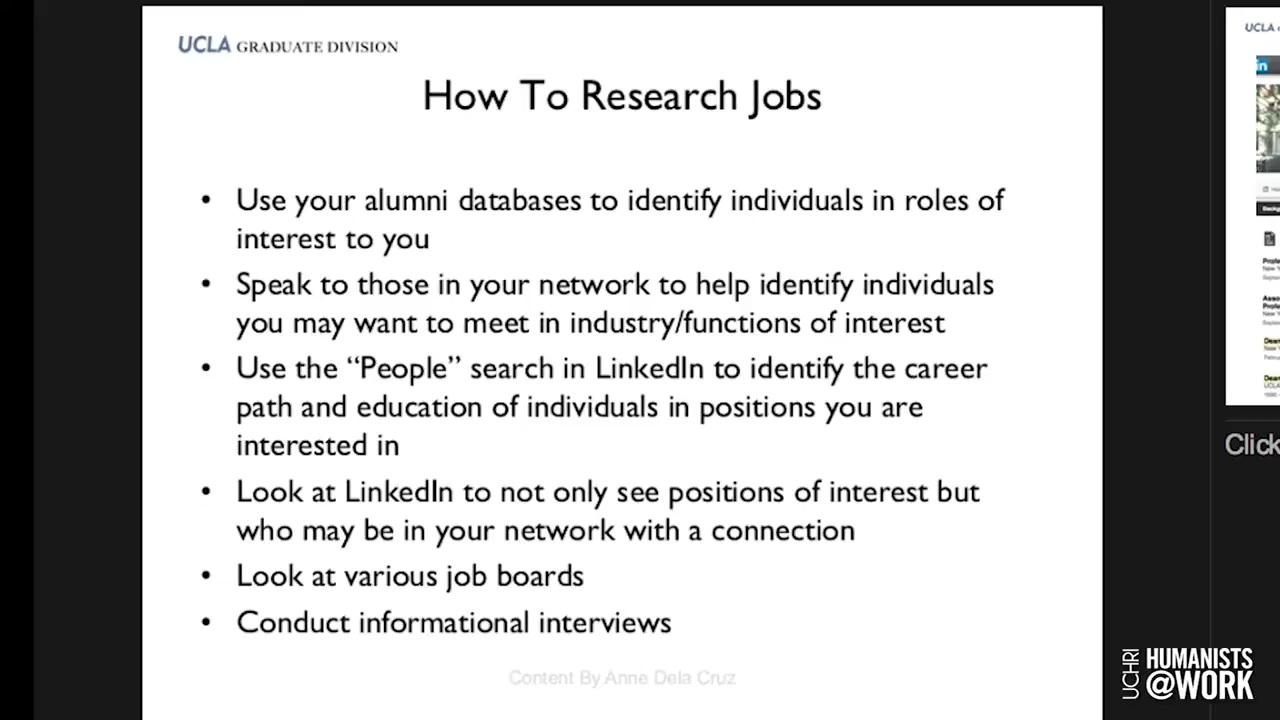 UCLA GRADUATE DIVISION
How To Research Jobs
• Use your alumni databases to identify individuals in roles of
interest to you
• Speak to those in your network to help identify individuals
you may want to meet in industry/functions of interest
• Use the “People” search in LinkedIn to identify the career
path and education of individuals in positions you are
interested in
• Look at LinkedIn to not only see positions of interest but
who may be in your network with a connection
• Look at various job boards
• Conduct informational interviews
Content By Anne Dela Cruz
UCLA
in
Click
UCHRI
HUMANISTS
@WORK